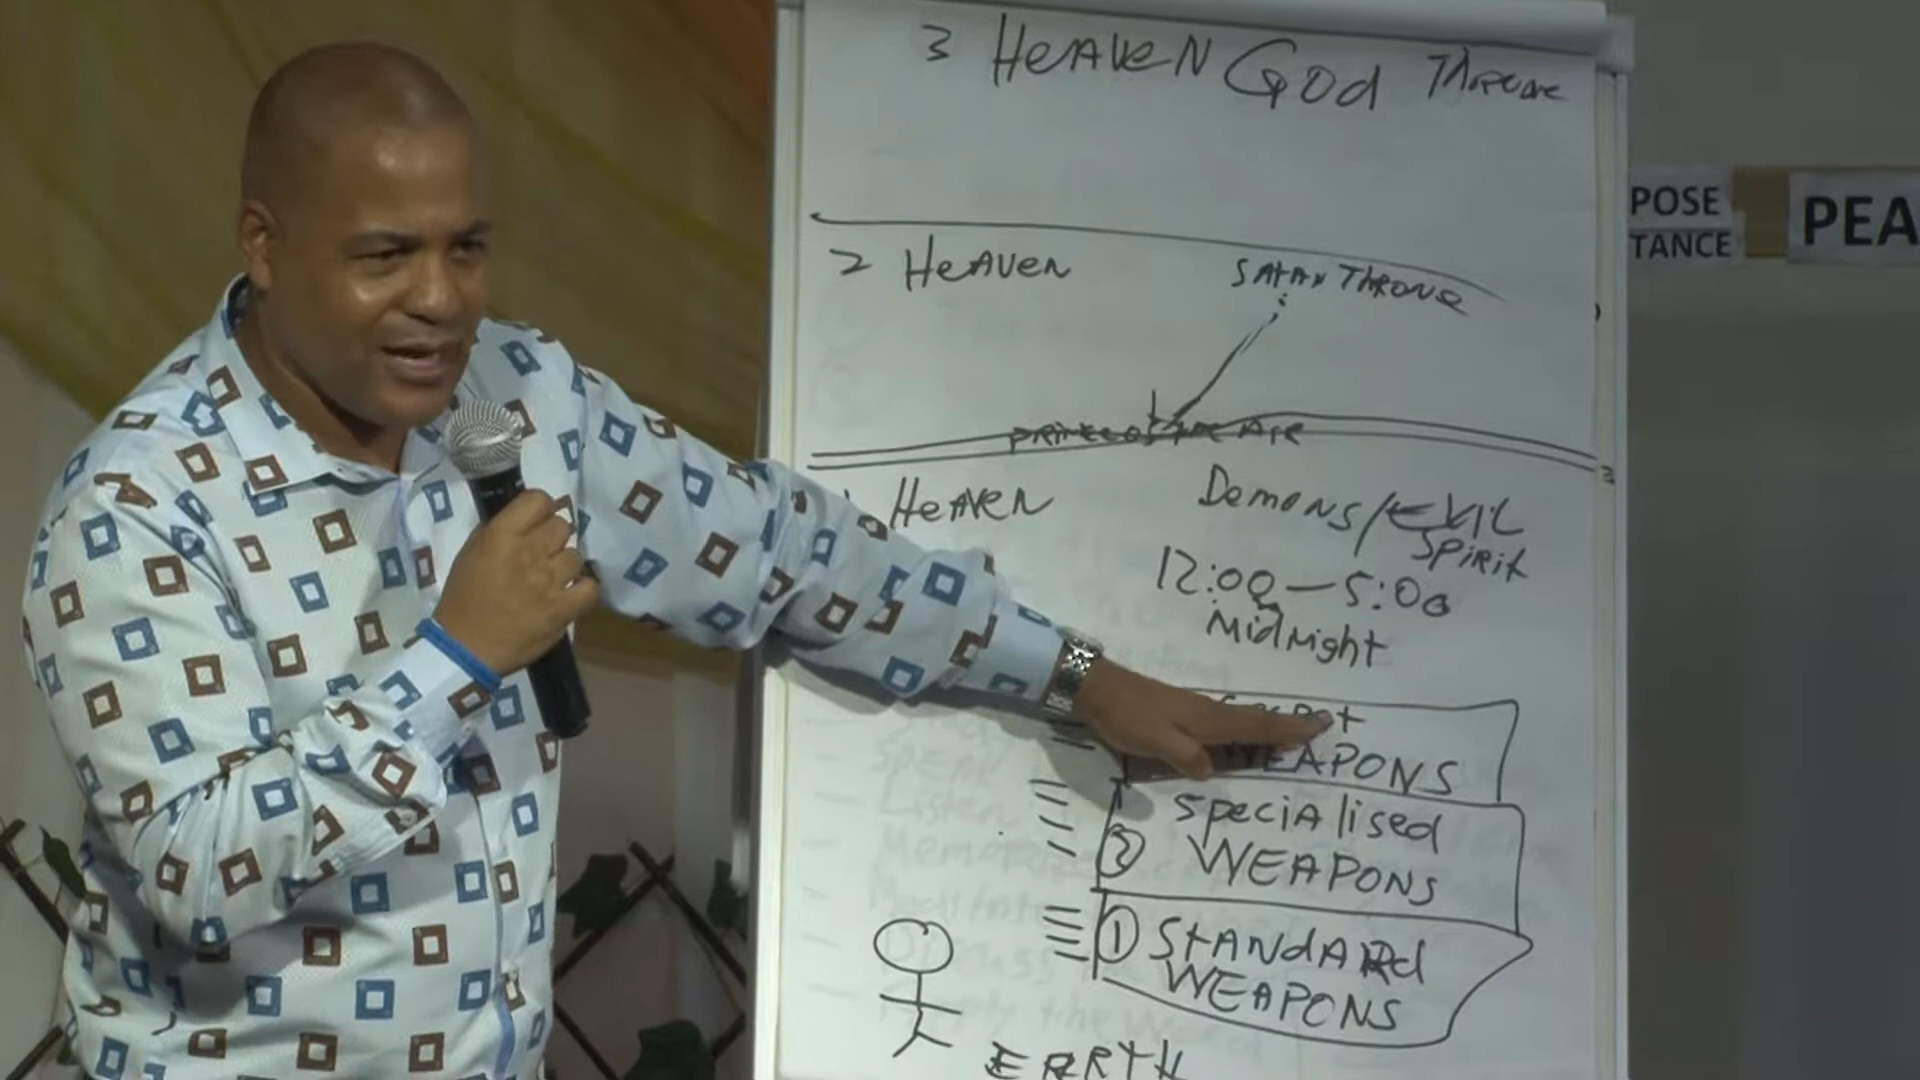 3 HEAVEN GOd Throne
2 HEAVEN
SATAN THRONE
prince of the Air
HEAVEN
Demons/EVIL
Spirit
12:00 — 5:00
Midnight
WEAPONS
specialised
2 WEAPONS
1 StANdARd
WEAPONS
EARTH
POSE
TANCE
PEA